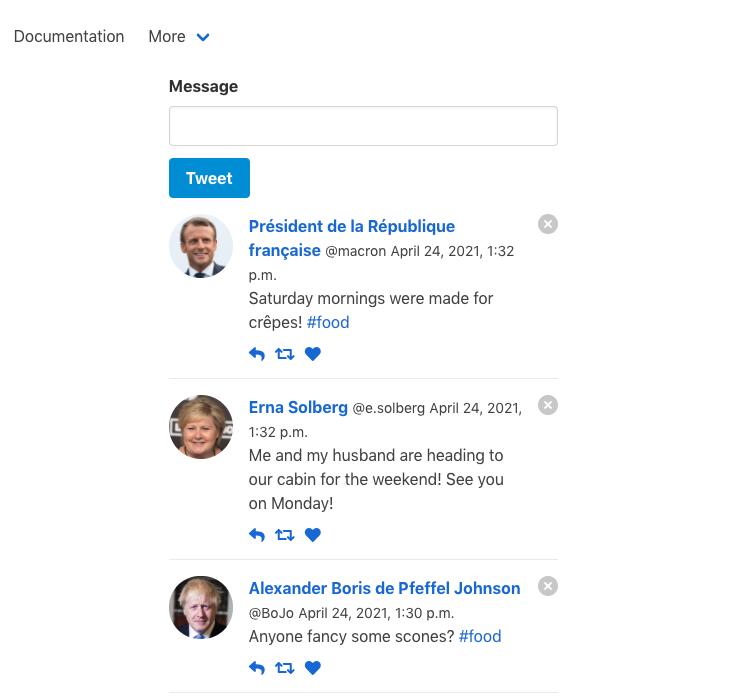 Documentation More
Message
Tweet
Président de la République
française @macron April 24, 2021, 1:32
p.m.
Saturday mornings were made for
crêpes! #food
Erna Solberg @e.solberg April 24, 2021,
1:32 p.m.
Me and my husband are heading to
our cabin for the weekend! See you
on Monday!
Alexander Boris de Pfeffel Johnson
@BoJo April 24, 2021, 1:30 p.m.
Anyone fancy some scones? #food